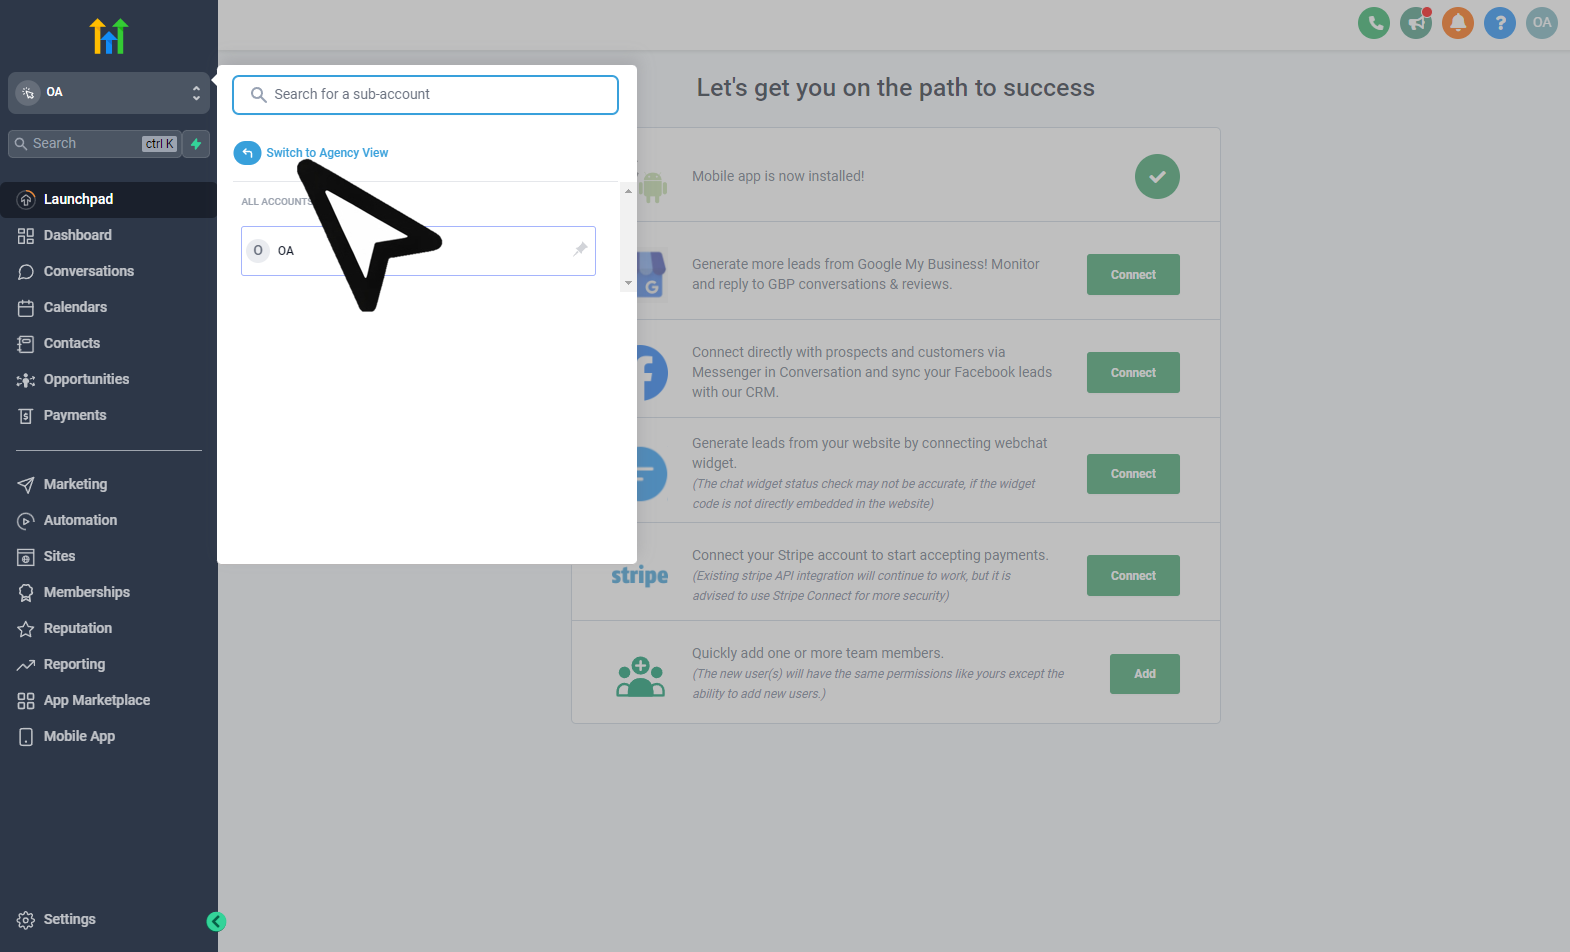 OA
Search
ctrl K
Launchpad
Dashboard
Conversations
Calendars
Contacts
Opportunities
Payments
Marketing
Automation
Sites
Memberships
Reputation
Reporting
App Marketplace
Mobile App
Settings
Search for a sub-account
Switch to Agency View
ALL ACCOUNTS
O OA
?
OA
Let's get you on the path to success
Mobile app is now installed!
Generate more leads from Google My Business! Monitor
and reply to GBP conversations & reviews.
Connect
G
Connect directly with prospects and customers via
Messenger in Conversation and sync your Facebook leads
with our CRM.
Connect
Generate leads from your website by connecting webchat
widget.
(The chat widget status check may not be accurate, if the widget
code is not directly embedded in the website)
Connect
stripe
Connect your Stripe account to start accepting payments.
(Existing stripe API integration will continue to work, but it is
advised to use Stripe Connect for more security)
Connect
Quickly add one or more team members.
(The new user(s) will have the same permissions like yours except the
ability to add new users.)
Add